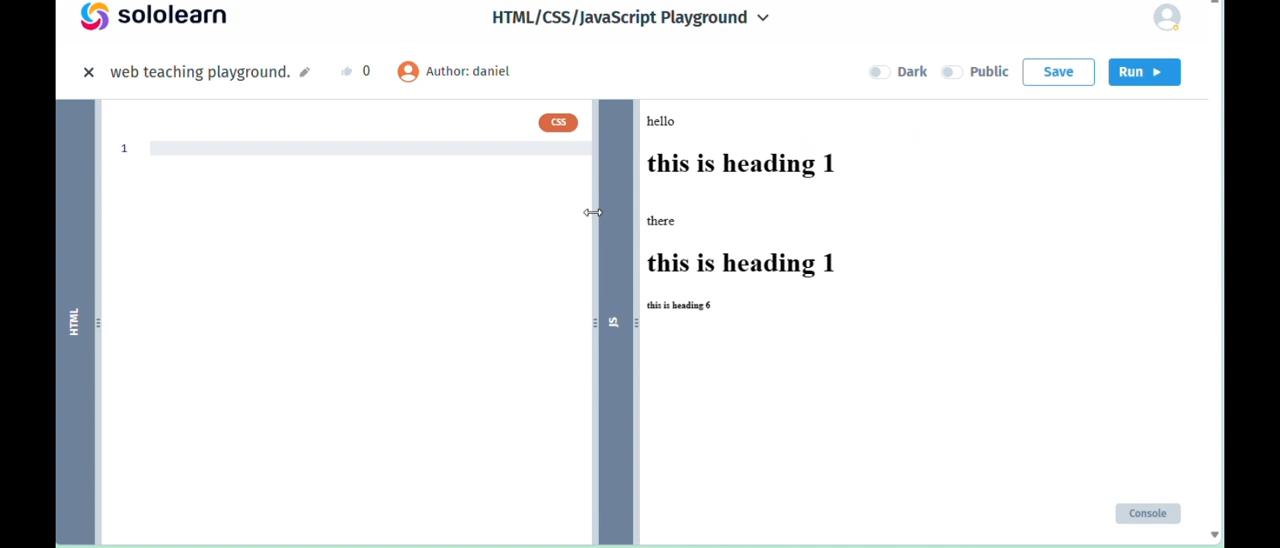 sololearn
HTML/CSS/JavaScript Playground
web teaching playground.
0
Author: daniel
Dark
Public
Save
Run
HTML
CSS
1
JS
hello
this is heading 1
there
this is heading 1
this is heading 6
Console